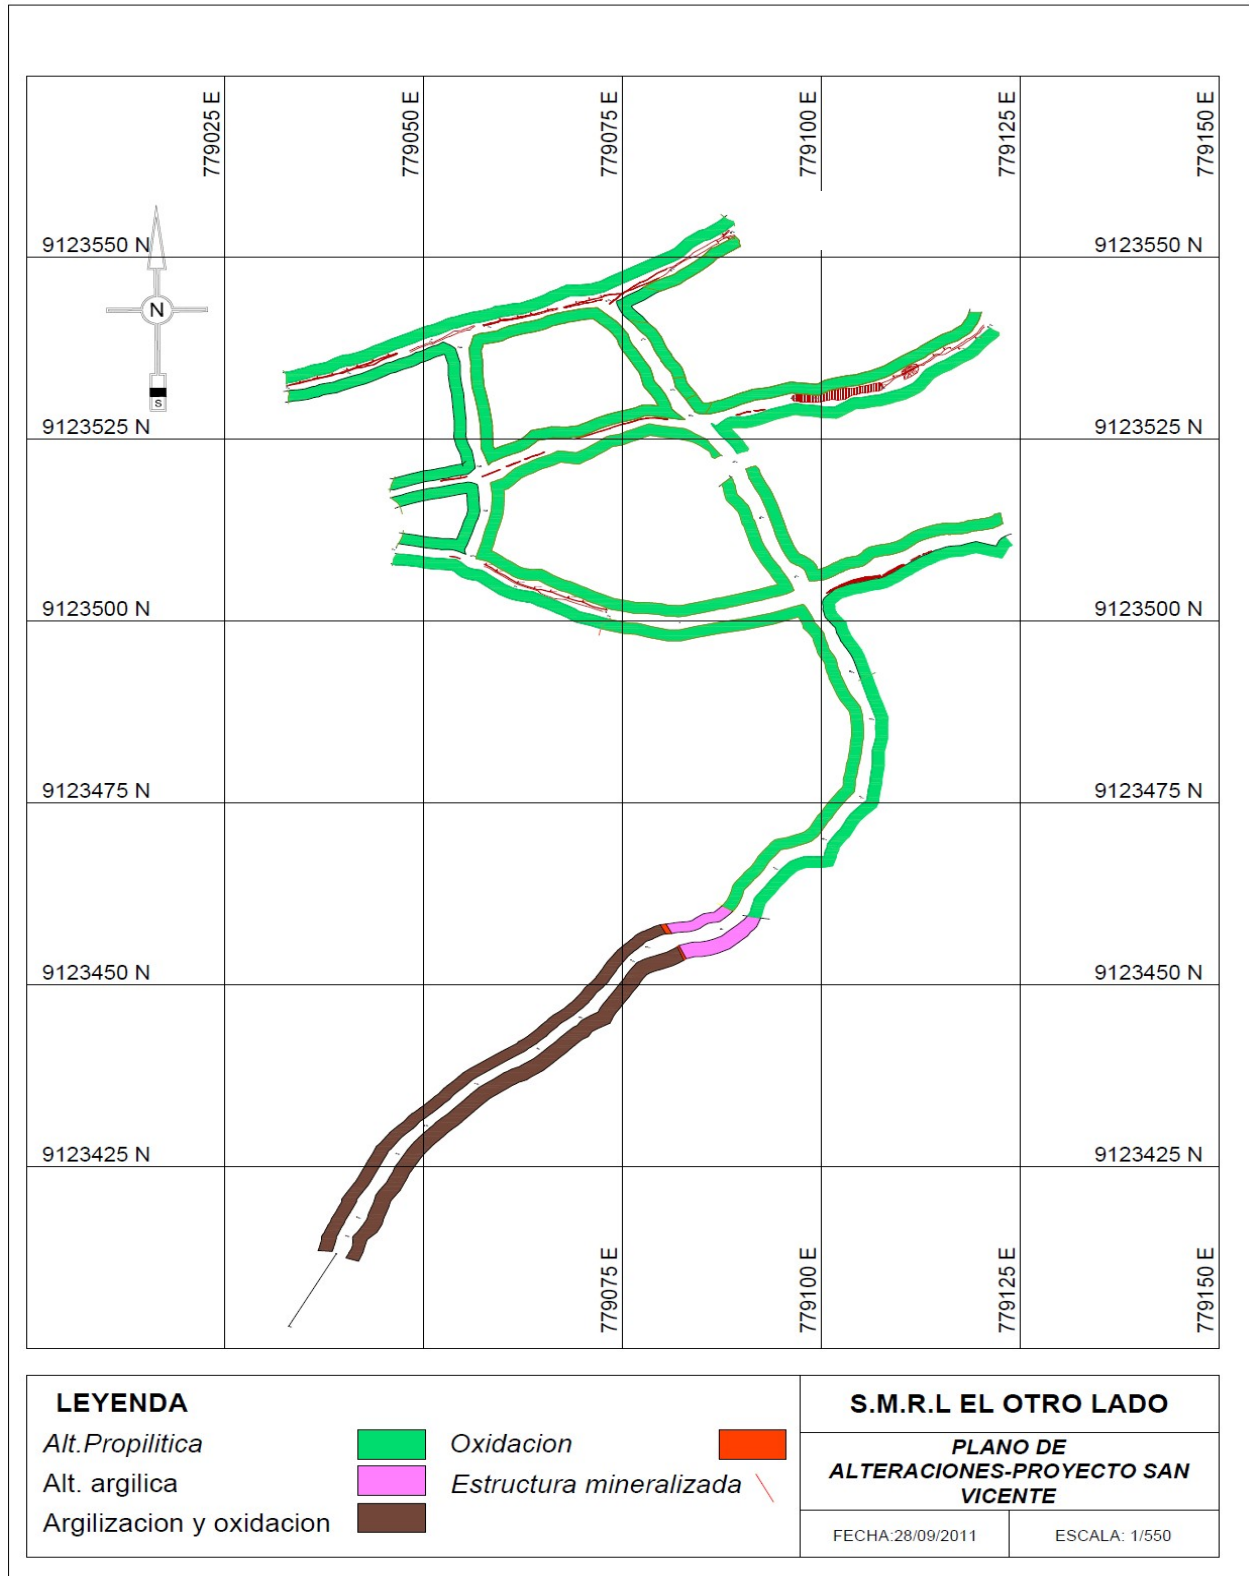 779025 E
779050 E
779075 E
779100 E
779125 E
779150 E
9123550 N
9123550 N
N
S
9123525 N
9123525 N
9123500 N
9123500 N
9123475 N
9123475 N
9123450 N
9123450 N
9123425 N
9123425 N
779075 E
779100 E
779125 E
779150 E
LEYENDA
Alt.Propilitica
Oxidacion
Alt. argilica
Estructura mineralizada
Argilizacion y oxidacion
S.M.R.L EL OTRO LADO
PLANO DE
ALTERACIONES-PROYECTO SAN
VICENTE
FECHA:28/09/2011
ESCALA: 1/550